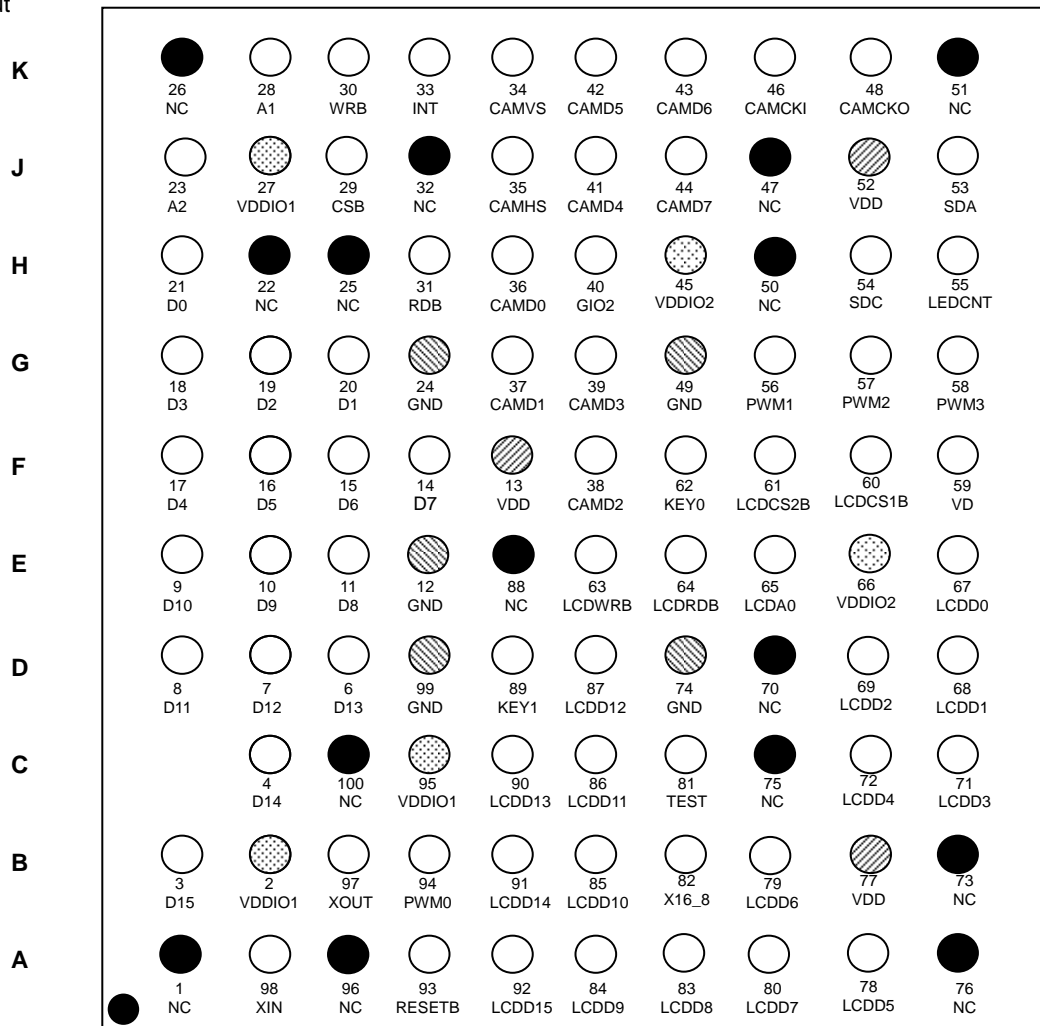 K
26 28 30 33 34 42 43 46 48 51
NC A1 WRB INT CAMVS CAMD5 CAMD6 CAMCKI CAMCKO NC
J
23 27 29 32 35 41 44 47 52 53
A2 VDDIO1 CSB NC CAMHS CAMD4 CAMD7 NC VDD SDA
H
21 22 25 31 36 40 45 50 54 55
D0 NC NC RDB CAMD0 GIO2 VDDIO2 NC SDC LEDCNT
G
18 19 20 24 37 39 49 56 57 58
D3 D2 D1 GND CAMD1 CAMD3 GND PWM1 PWM2 PWM3
F
17 16 15 14 13 38 62 61 60 59
D4 D5 D6 D7 VDD CAMD2 KEY0 LCDCS2B LCDCS1B VD
E
9 10 11 12 88 63 64 65 66 67
D10 D9 D8 GND NC LCDWRB LCDRDB LCDA0 VDDIO2 LCDD0
D
8 7 6 99 89 87 74 70 69 68
D11 D12 D13 GND KEY1 LCDD12 GND NC LCDD2 LCDD1
C
4 100 95 90 86 81 75 72 71
D14 NC VDDIO1 LCDD13 LCDD11 TEST NC LCDD4 LCDD3
B
3 2 97 94 91 85 82 79 77 73
D15 VDDIO1 XOUT PWM0 LCDD14 LCDD10 X16_8 LCDD6 VDD NC
A
1 98 96 93 92 84 83 80 78 76
NC XIN NC RESETB LCDD15 LCDD9 LCDD8 LCDD7 LCDD5 NC